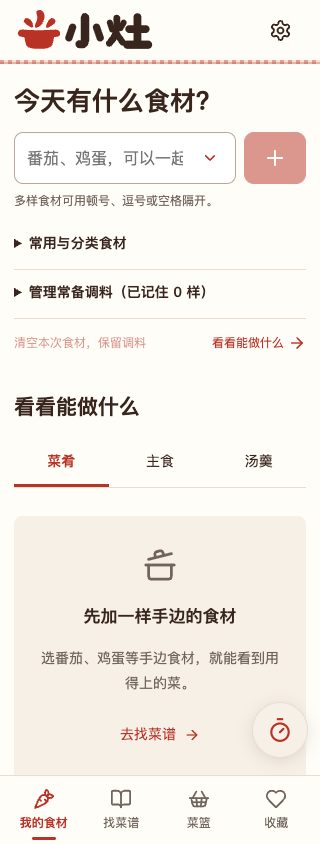 小灶
今天有什么食材？
番茄、鸡蛋，可以一起
多样食材可用顿号、逗号或空格隔开。
常用与分类食材
管理常备调料（已记住 0 样）
清空本次食材，保留调料
看看能做什么
看看能做什么
菜肴
主食
汤羹
先加一样手边的食材
选番茄、鸡蛋等手边食材，就能看到用
得上的菜。
去找菜谱
我的食材
找菜谱
菜篮
收藏